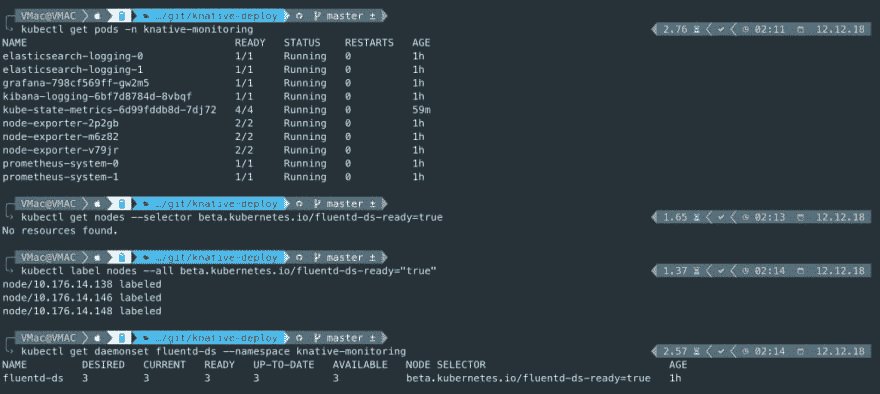 VMac@VMAC …/git/knative-deploy master ±
kubectl get pods -n knative-monitoring 2.76 02:11 12.12.18
NAME READY STATUS RESTARTS AGE
elasticsearch-logging-0 1/1 Running 0 1h
elasticsearch-logging-1 1/1 Running 0 1h
grafana-798cf569ff-gw2m5 1/1 Running 0 1h
kibana-logging-6bf7d8784d-8vbqf 1/1 Running 0 1h
kube-state-metrics-6d99fddb8d-7dj72 4/4 Running 0 59m
node-exporter-2p2gb 2/2 Running 0 1h
node-exporter-m6z82 2/2 Running 0 1h
node-exporter-v79jr 2/2 Running 0 1h
prometheus-system-0 1/1 Running 0 1h
prometheus-system-1 1/1 Running 0 1h
VMac@VMAC …/git/knative-deploy master ±
kubectl get nodes --selector beta.kubernetes.io/fluentd-ds-ready=true 1.65 02:13 12.12.18
No resources found.
VMac@VMAC …/git/knative-deploy master ±
kubectl label nodes --all beta.kubernetes.io/fluentd-ds-ready="true" 1.37 02:14 12.12.18
node/10.176.14.138 labeled
node/10.176.14.146 labeled
node/10.176.14.148 labeled
VMac@VMAC …/git/knative-deploy master ±
kubectl get daemonset fluentd-ds --namespace knative-monitoring 2.57 02:14 12.12.18
NAME DESIRED CURRENT READY UP-TO-DATE AVAILABLE NODE SELECTOR AGE
fluentd-ds 3 3 3 3 3 beta.kubernetes.io/fluentd-ds-ready=true 1h